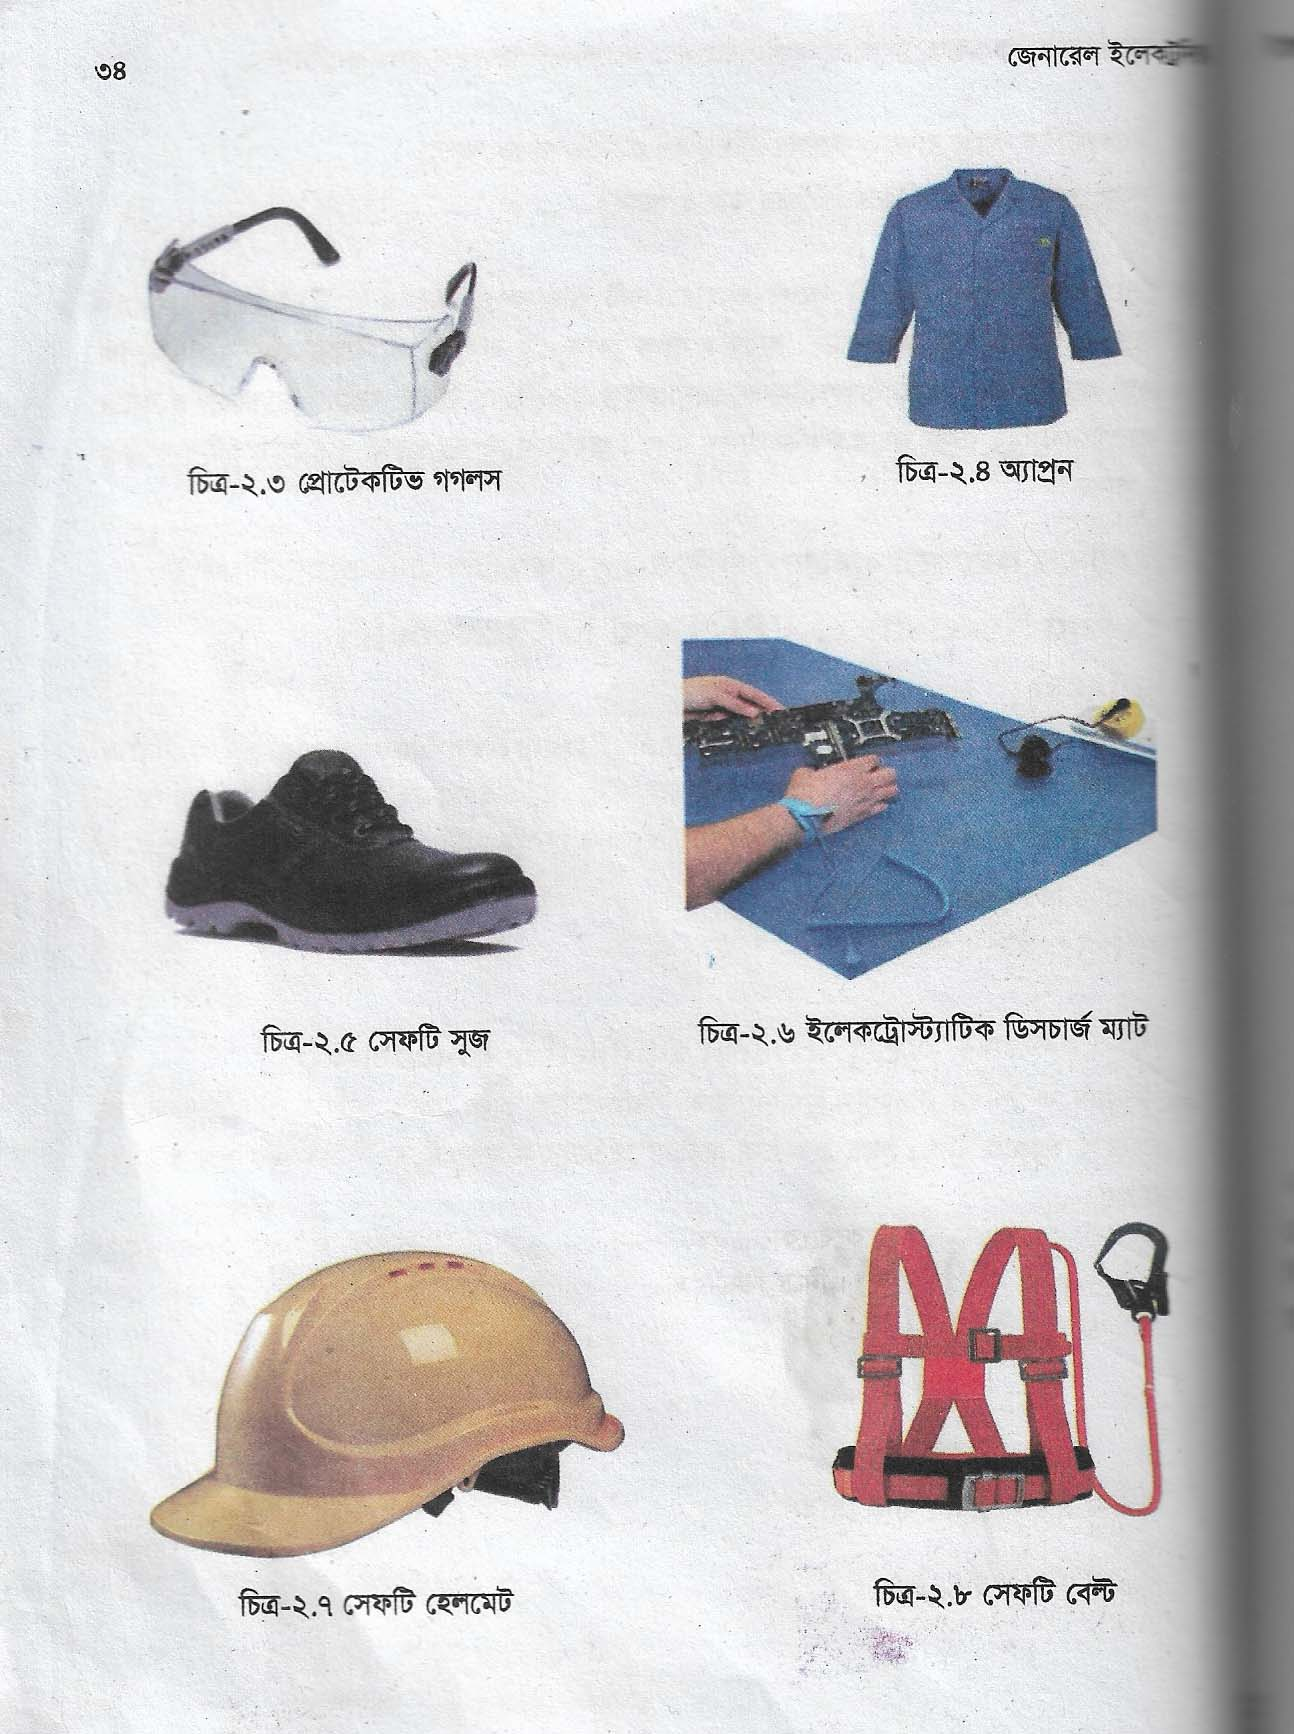 ৩৪
জেনারেল
চিত্র-২.৩ প্রোটেকটিভ গগলস
চিত্র-২.৪ অ্যাপ্রন
চিত্র-২.৫ সেফটি সুজ
চিত্র-২.৬ ইলেকট্রোস্ট্যাটিক ডিসচার্জ ম্যাট
চিত্র-২.৭ সেফটি হেলমেট
চিত্র-২.৮ সেফটি বেল্ট